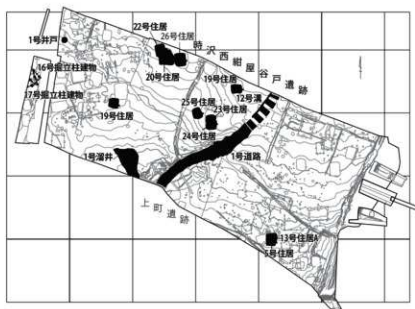 22号住居
26号住居
1号井戸
時沢西紺屋谷戸遺跡
16号掘立柱建物
20号住居
19号住居
12号溝
17号掘立柱建物
25号住居
23号住居
19号住居
24号住居
1号溜井
1号道路
上町遺跡
13号住居A
5号住居